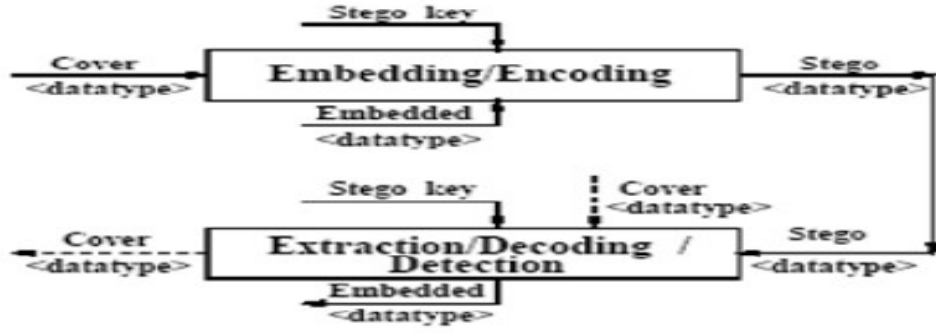 Stego key
Cover
<datatype>
Embedding/Encoding
Stego
<datatype>
Embedded
<datatype>
Stego key
Cover
<datatype>
Cover
<datatype>
Extraction/Decoding /
Detection
Stego
<datatype>
Embedded
<datatype>